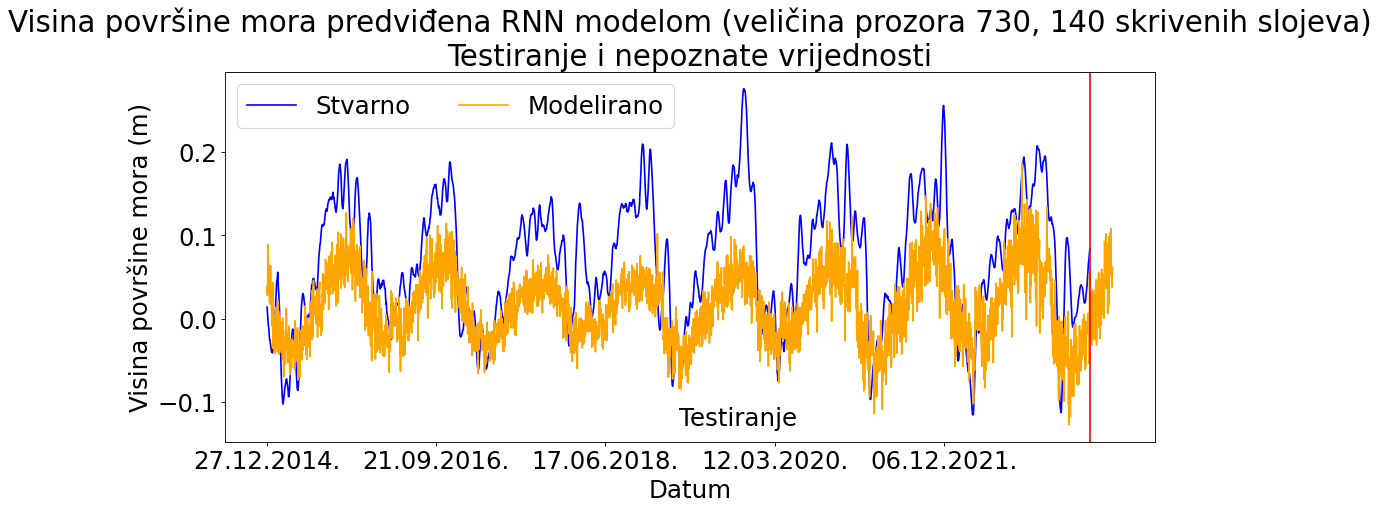 Visina površine mora predviđena RNN modelom (veličina prozora 730, 140 skrivenih slojeva)
Testiranje i nepoznate vrijednosti
Stvarno Modelirano
Visina površine mora (m)
0.2
0.1
0.0
−0.1
Testiranje
27.12.2014. 21.09.2016. 17.06.2018. 12.03.2020. 06.12.2021.
Datum